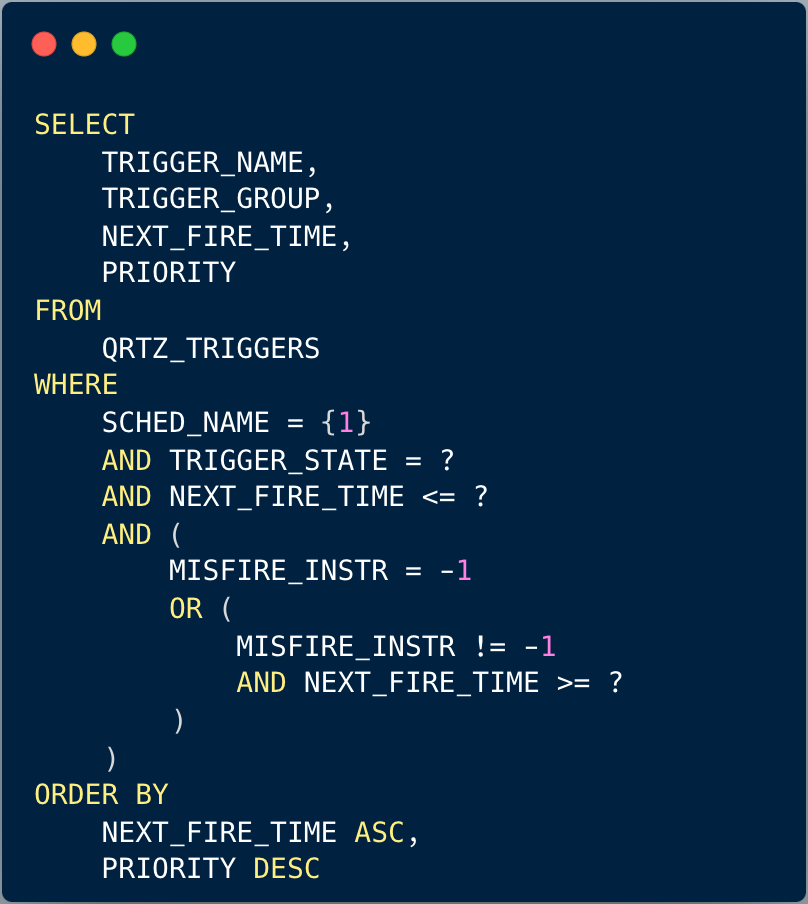 SELECT
    TRIGGER_NAME,
    TRIGGER_GROUP,
    NEXT_FIRE_TIME,
    PRIORITY
FROM
    QRTZ_TRIGGERS
WHERE
    SCHED_NAME = {1}
    AND TRIGGER_STATE = ?
    AND NEXT_FIRE_TIME <= ?
    AND (
        MISFIRE_INSTR = -1
        OR (
            MISFIRE_INSTR != -1
            AND NEXT_FIRE_TIME >= ?
        )
    )
ORDER BY
    NEXT_FIRE_TIME ASC,
    PRIORITY DESC